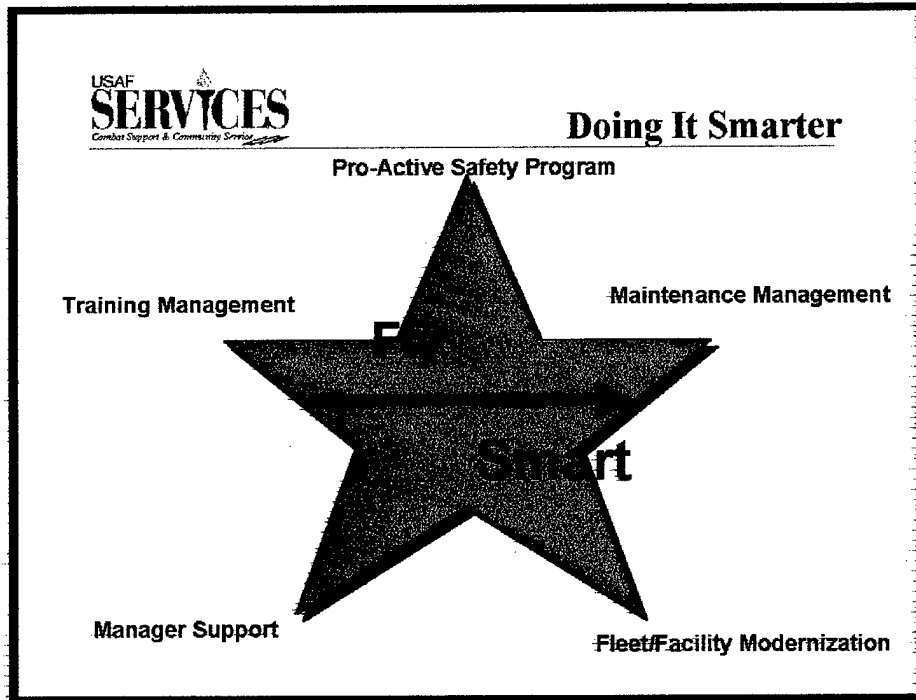 USAF
SERVICES
Combat Support & Community Service
Doing It Smarter
Pro-Active Safety Program
Training Management
Maintenance Management
Smart
Manager Support
Fleet/Facility Modernization